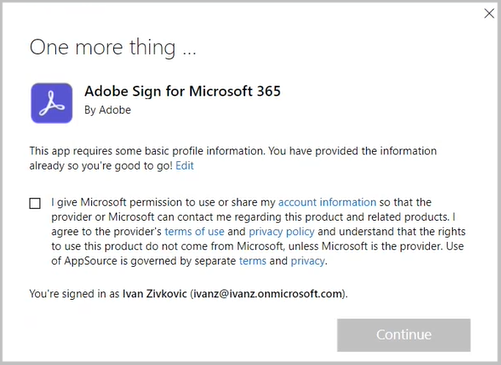 One more thing ...
Adobe Sign for Microsoft 365
By Adobe
This app requires some basic profile information. You have provided the information
already so you're good to go! Edit
I give Microsoft permission to use or share my account information so that the
provider or Microsoft can contact me regarding this product and related products. I
agree to the provider's terms of use and privacy policy and understand that the rights
to use this product do not come from Microsoft, unless Microsoft is the provider. Use
of AppSource is governed by separate terms and privacy.
You're signed in as Ivan Zivkovic (ivanz@ivanz.onmicrosoft.com).
Continue